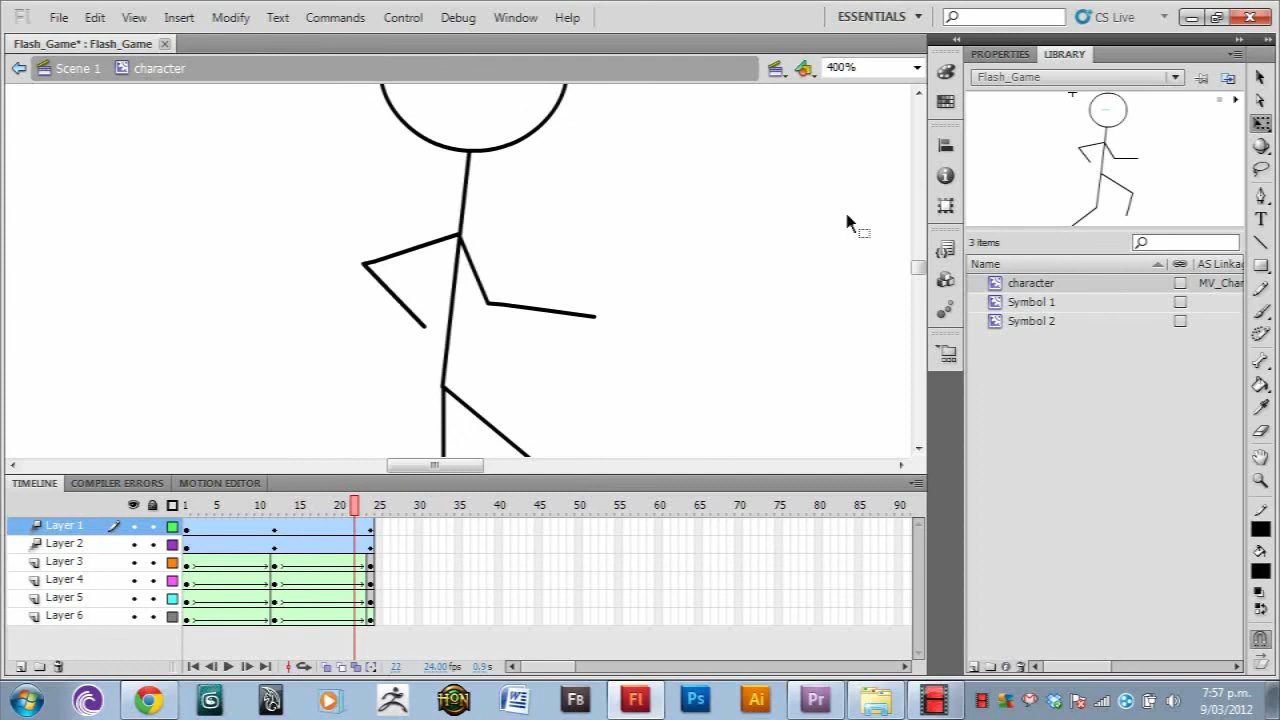 Fl File Edit View Insert Modify Text Commands Control Debug Window Help ESSENTIALS CS Live
Flash_Game* : Flash_Game
Scene 1 character 400%
PROPERTIES LIBRARY
Flash_Game
3 items
Name AS Linkag
character MV_Char
Symbol 1
Symbol 2
TIMELINE COMPILER ERRORS MOTION EDITOR
1 5 10 15 20 25 30 35 40 45 50 55 60 65 70 75 80 85 90
Layer 1
Layer 2
Layer 3
Layer 4
Layer 5
Layer 6
22 24.00 fps 0.9 s
HON W FB Fl Ps Ai Pr
7:57 p.m.
9/03/2012